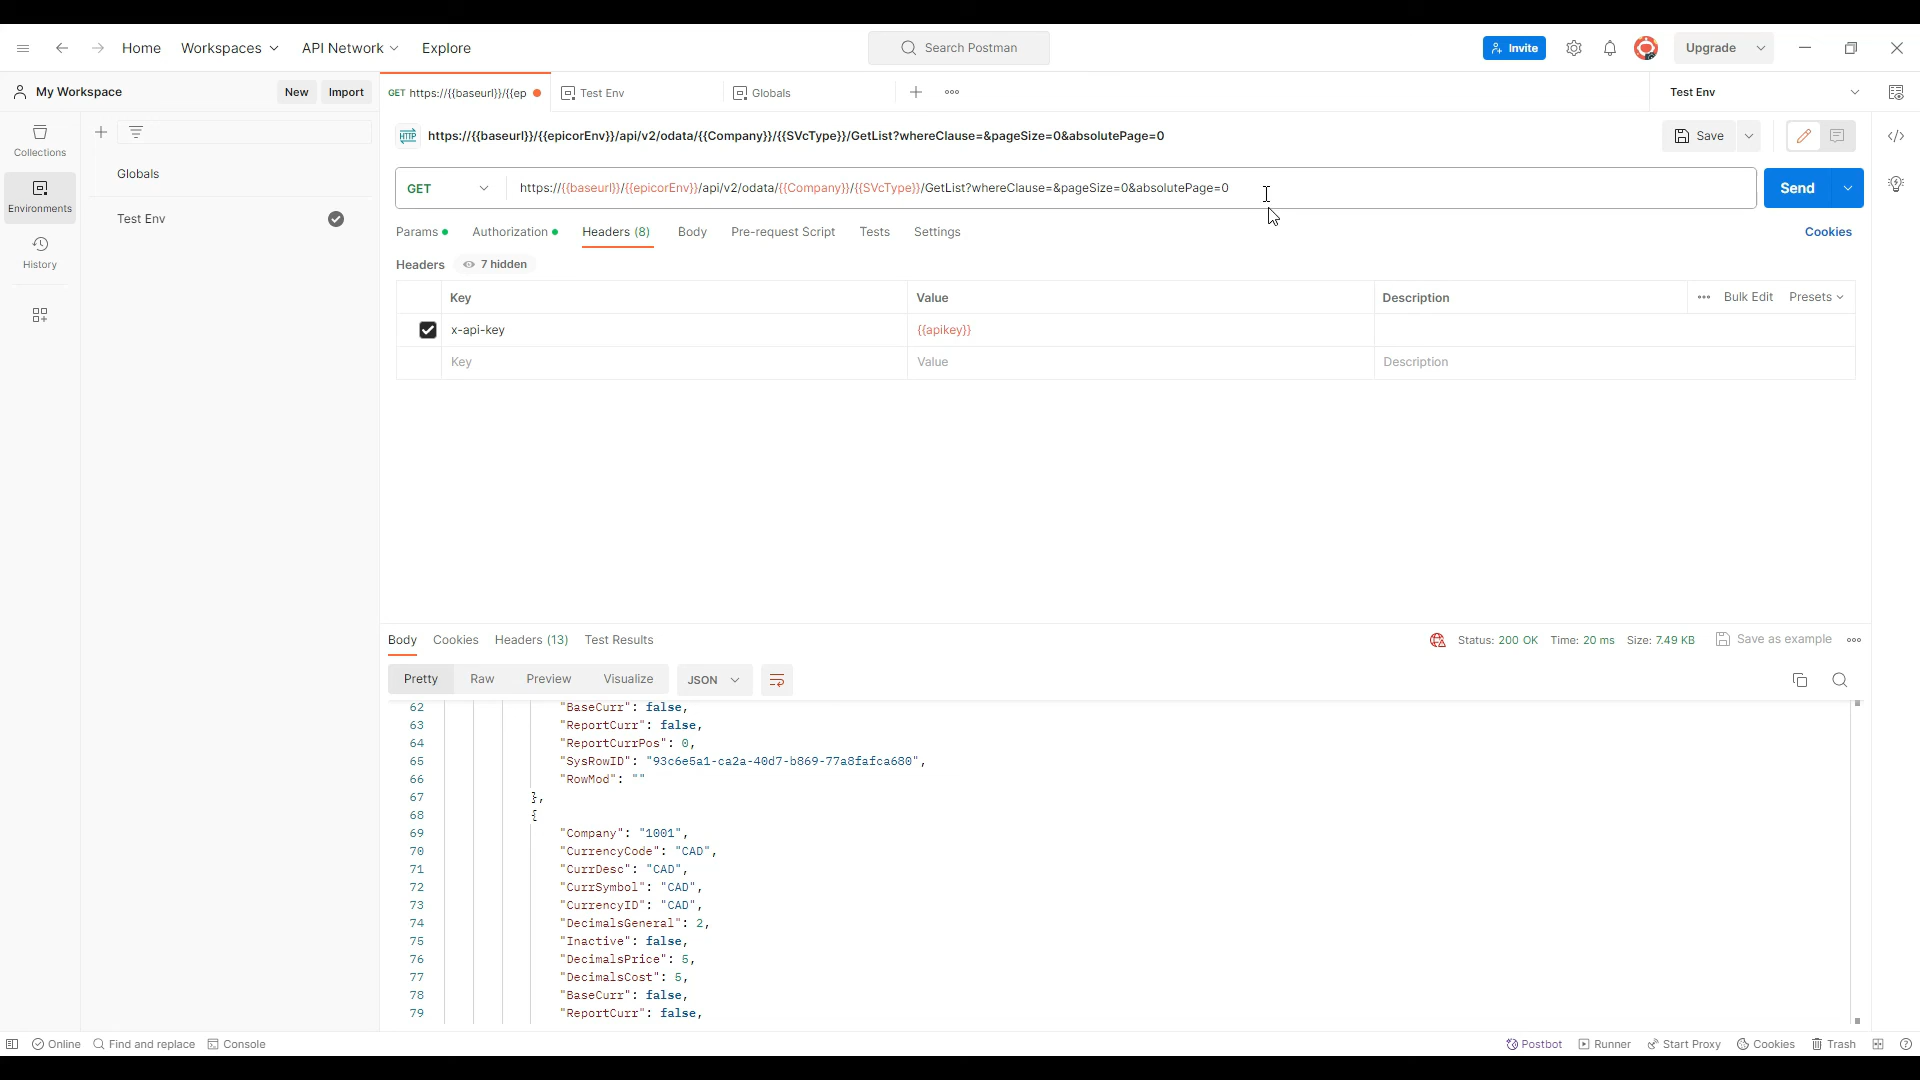 Home Workspaces API Network Explore Search Postman Invite Upgrade
My Workspace New Import GET https://{{baseurl}}/{{ep Test Env Globals Test Env
https://{{baseurl}}/{{epicorEnv}}/api/v2/odata/{{Company}}/{{SVcType}}/GetList?whereClause=&pageSize=0&absolutePage=0 Save
Collections
Globals
GET https://{{baseurl}}/{{epicorEnv}}/api/v2/odata/{{Company}}/{{SVcType}}/GetList?whereClause=&pageSize=0&absolutePage=0 Send
Environments
Test Env
History
Params Authorization Headers (8) Body Pre-request Script Tests Settings Cookies
Headers 7 hidden
Key Value Description Bulk Edit Presets
x-api-key {{apikey}}
Key Value Description
Body Cookies Headers (13) Test Results Status: 200 OK Time: 20 ms Size: 7.49 KB Save as example
Pretty Raw Preview Visualize JSON
62 "BaseCurr": false,
63 "ReportCurr": false,
64 "ReportCurrPos": 0,
65 "SysRowID": "93c6e5a1-ca2a-40d7-b869-77a8fafca680",
66 "RowMod": ""
67 },
68 {
69 "Company": "1001",
70 "CurrencyCode": "CAD",
71 "CurrDesc": "CAD",
72 "CurrSymbol": "CAD",
73 "CurrencyID": "CAD",
74 "DecimalsGeneral": 2,
75 "Inactive": false,
76 "DecimalsPrice": 5,
77 "DecimalsCost": 5,
78 "BaseCurr": false,
79 "ReportCurr": false,
Online Find and replace Console Postbot Runner Start Proxy Cookies Trash